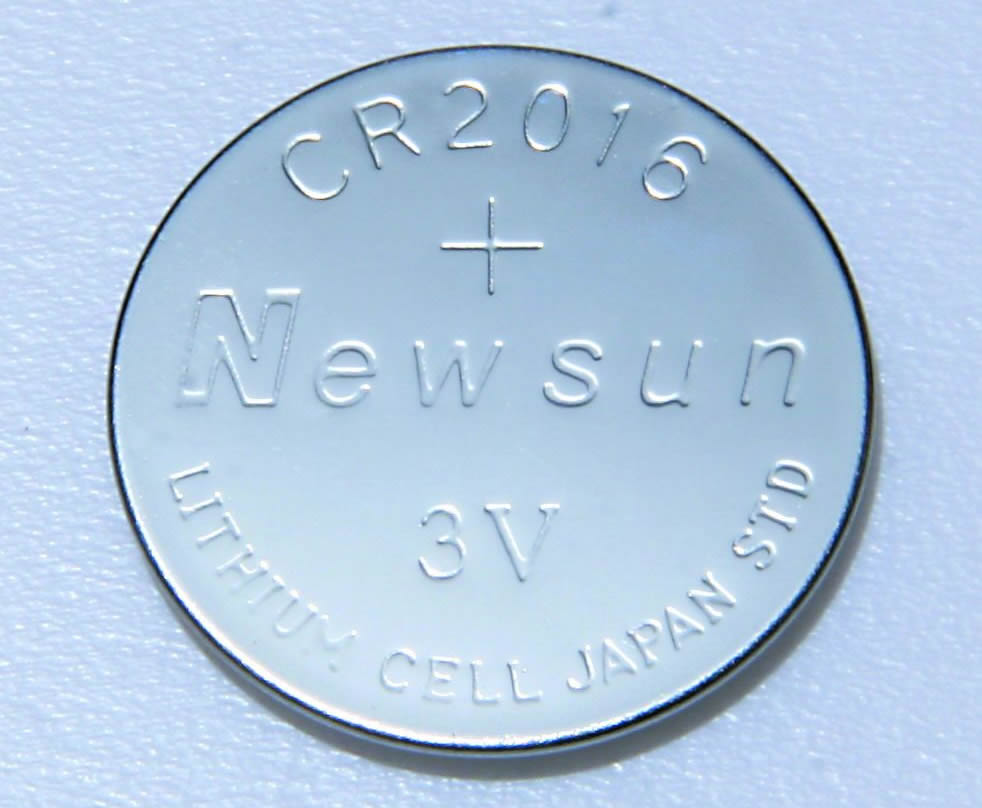 CR2016
+
Newsun
3V
LITHIUM CELL JAPAN STD